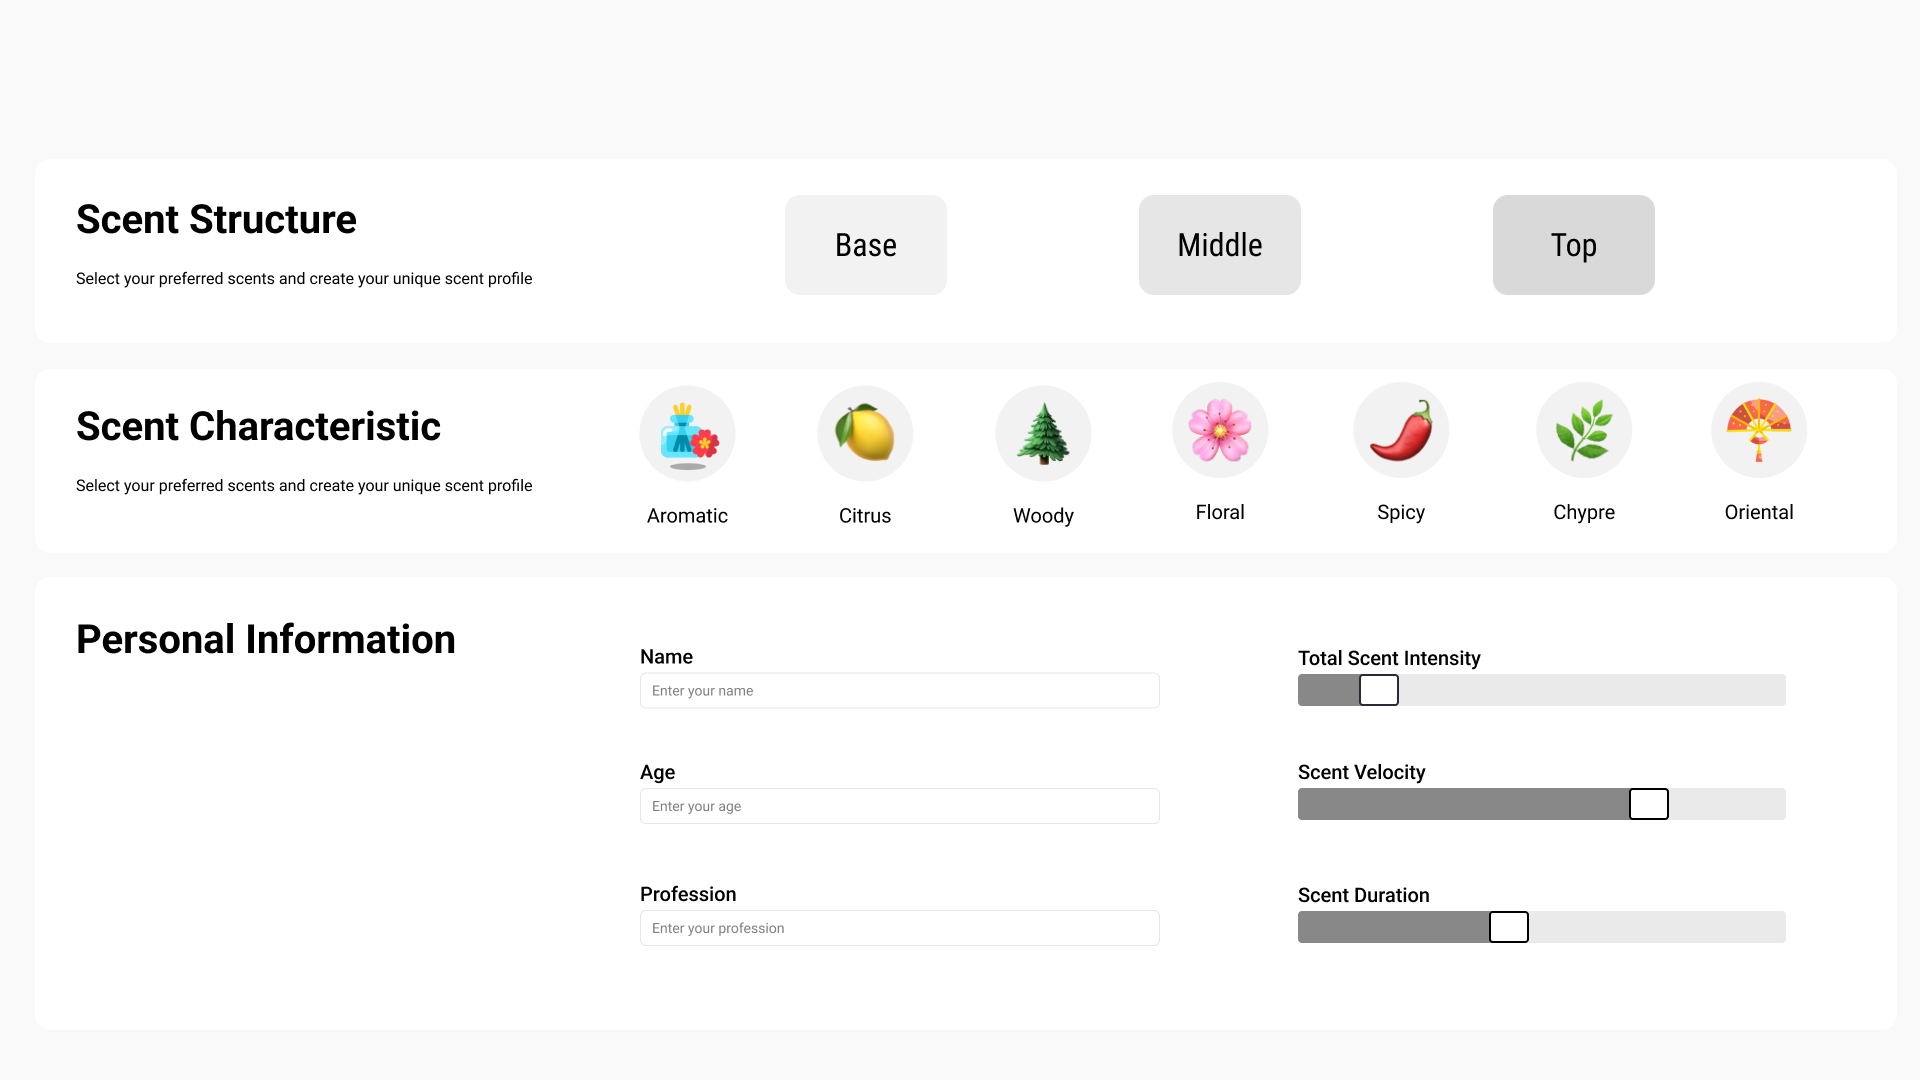 Scent Structure
Select your preferred scents and create your unique scent profile
Base
Middle
Top
Scent Characteristic
Select your preferred scents and create your unique scent profile
Aromatic
Citrus
Woody
Floral
Spicy
Chypre
Oriental
Personal Information
Name
Enter your name
Age
Enter your age
Profession
Enter your profession
Total Scent Intensity
Scent Velocity
Scent Duration